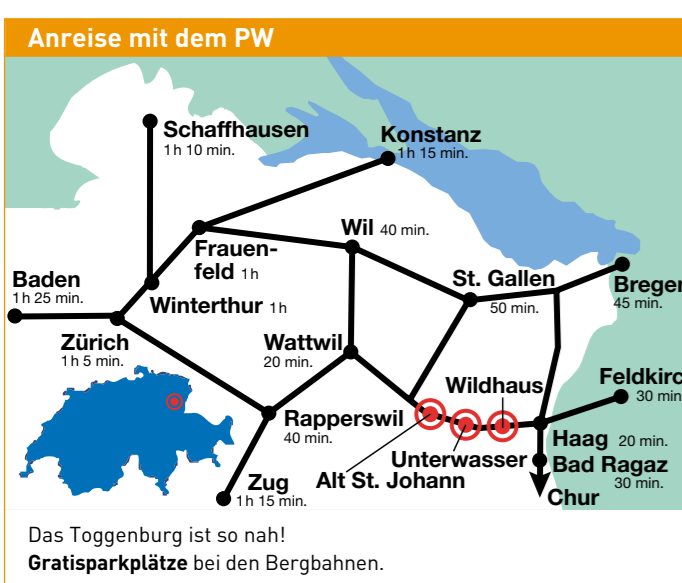 Anreise mit dem PW
Schaffhausen
1 h 10 min.
Konstanz
1 h 15 min.
Wil 40 min.
Frauen-
feld 1 h
Baden
1 h 25 min.
St. Gallen
50 min.
Bregen
45 min.
Winterthur 1 h
Zürich
1 h 5 min.
Wattwil
20 min.
Wildhaus
Feldkirc
30 min
Rapperswil
40 min.
Haag 20 min.
Unterwasser
Bad Ragaz
30 min.
Alt St. Johann
Zug
1 h 15 min.
Chur
Das Toggenburg ist so nah!
Gratisparkplätze bei den Bergbahnen.